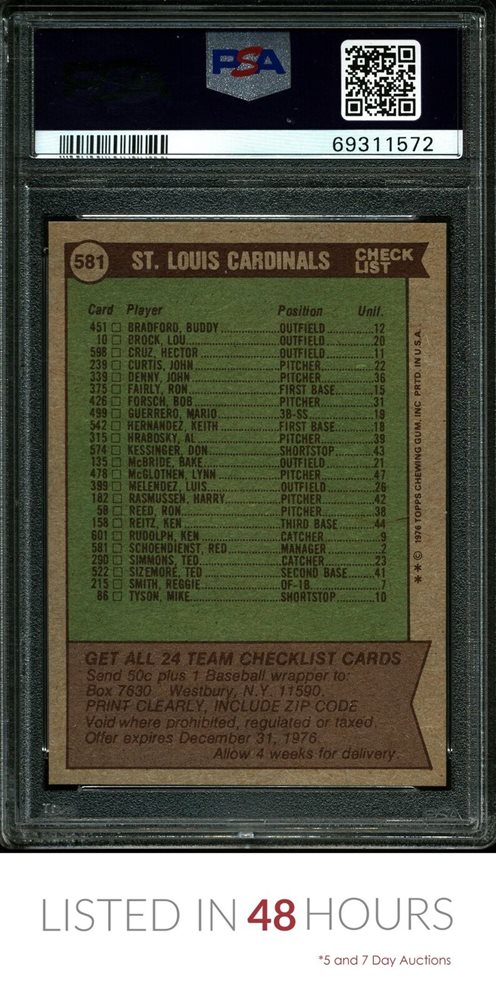 PSA
69311572
581 ST. LOUIS CARDINALS CHECK LIST
Card Player Position Unif.
451 □ BRADFORD, BUDDY OUTFIELD 12
10 □ BROCK, LOU OUTFIELD 20
598 □ CRUZ, HECTOR OUTFIELD 11
239 □ CURTIS, JOHN PITCHER 22
339 □ DENNY, JOHN PITCHER 36
375 □ FAIRLY, RON FIRST BASE 15
426 □ FORSCH, BOB PITCHER 31
499 □ GUERRERO, MARIO 3B-SS 19
542 □ HERNANDEZ, KEITH FIRST BASE 18
315 □ HRABOSKY, AL PITCHER 39
574 □ KESSINGER, DON SHORTSTOP 43
135 □ McBRIDE, BAKE OUTFIELD 21
478 □ McGLOTHEN, LYNN PITCHER 47
399 □ MELENDEZ, LUIS OUTFIELD 26
182 □ RASMUSSEN, HARRY PITCHER 42
58 □ REED, RON PITCHER 38
158 □ REITZ, KEN THIRD BASE 44
601 □ RUDOLPH, KEN CATCHER 9
581 □ SCHOENDIENST, RED MANAGER 2
290 □ SIMMONS, TED CATCHER 23
522 □ SIZEMORE, TED SECOND BASE 41
215 □ SMITH, REGGIE OF-1B 7
86 □ TYSON, MIKE SHORTSTOP 10
* * © 1976 TOPPS CHEWING GUM, INC. PRTD. IN U.S.A.
GET ALL 24 TEAM CHECKLIST CARDS
Send 50c plus 1 Baseball wrapper to:
Box 7630 Westbury, N.Y. 11590.
PRINT CLEARLY, INCLUDE ZIP CODE
Void where prohibited, regulated or taxed.
Offer expires December 31, 1976.
Allow 4 weeks for delivery.
PSA
LISTED IN 48 HOURS
*5 and 7 Day Auctions